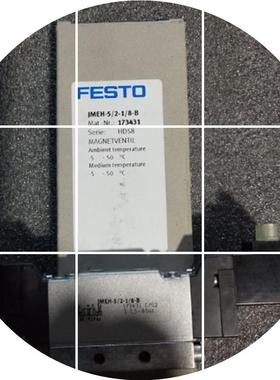 FESTO
JMEH-5/2-1/8-B
Mat. Nr.: 173431
Serie: HD58
MAGNETVENTIL
Ambient temperature
-5 - 50 °C
Medium temperature
-5 - 50 °C
JMEH-5/2-1/8-B
173431